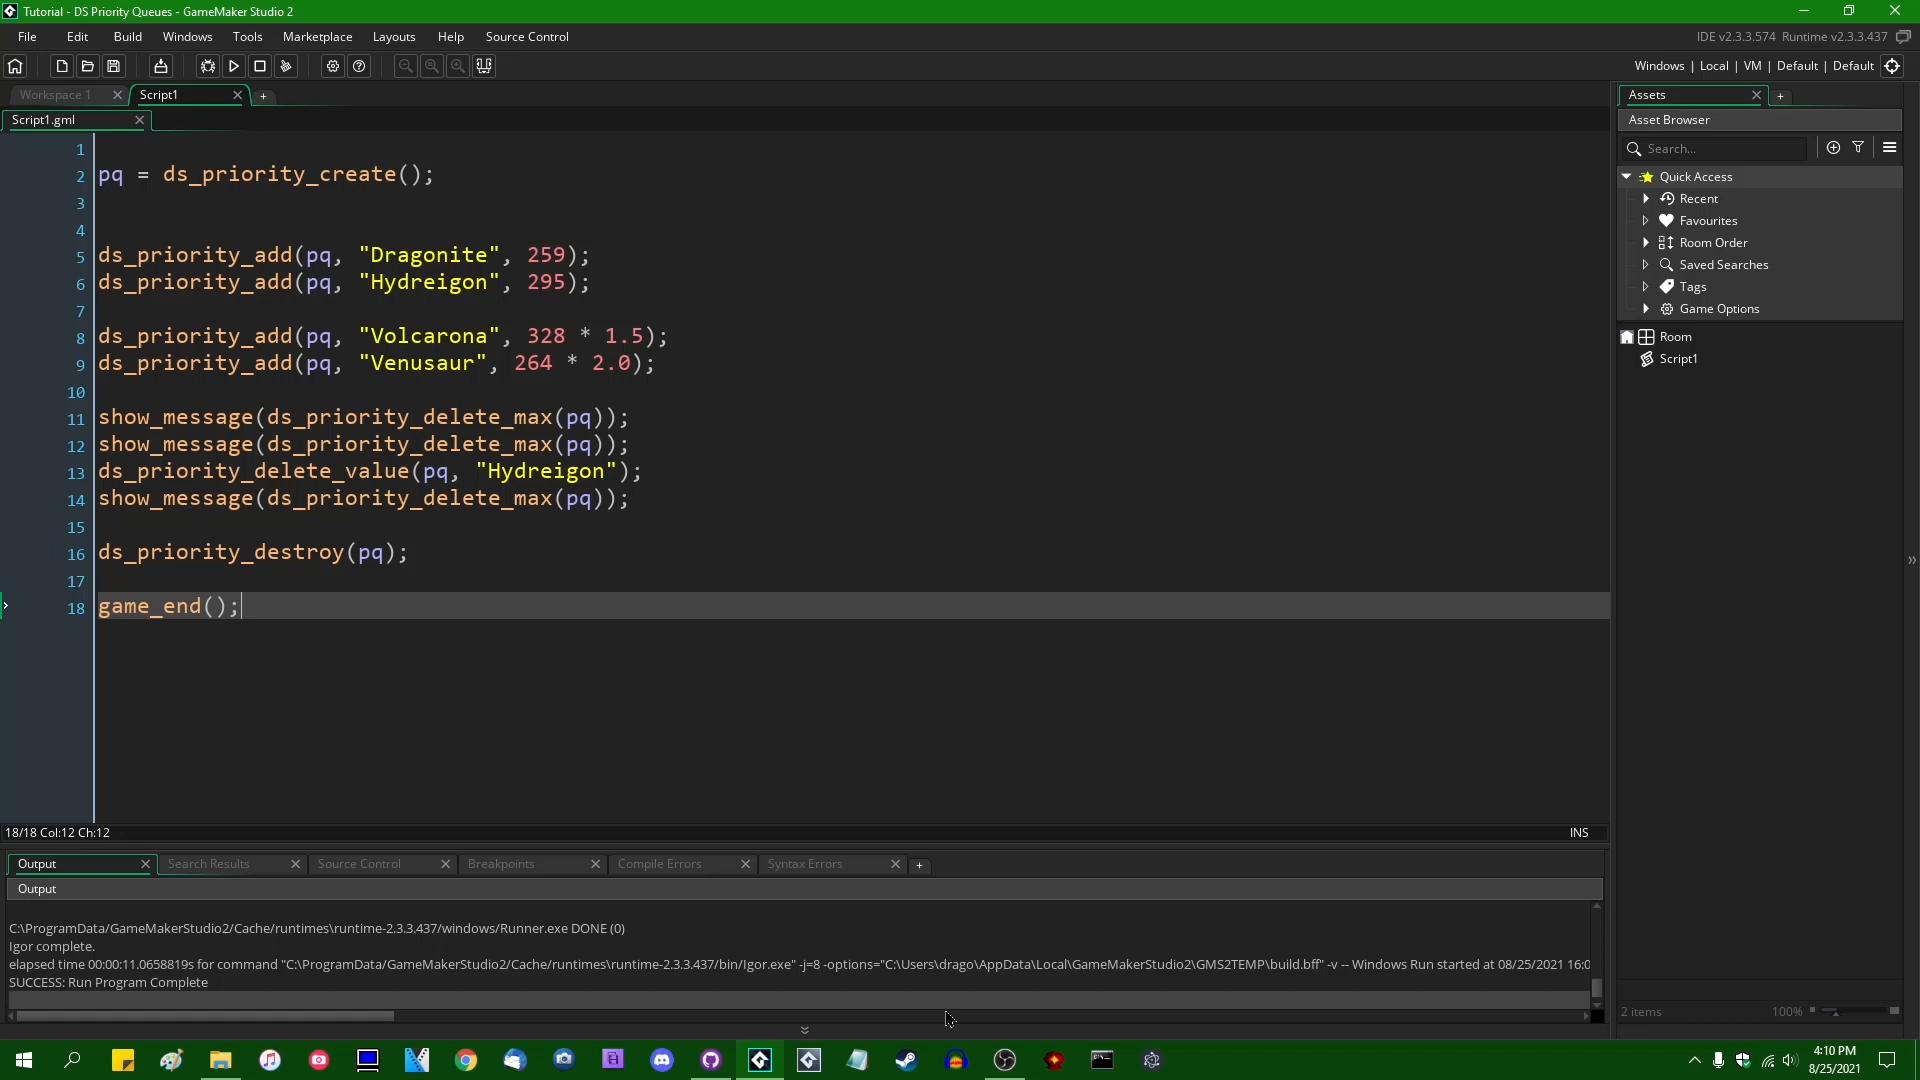 Tutorial - DS Priority Queues - GameMaker Studio 2
File Edit Build Windows Tools Marketplace Layouts Help Source Control
IDE v2.3.3.574 Runtime v2.3.3.437
Windows | Local | VM | Default | Default
Workspace 1
Script1
Script1.gml
1
2 pq = ds_priority_create();
3
4
5 ds_priority_add(pq, "Dragonite", 259);
6 ds_priority_add(pq, "Hydreigon", 295);
7
8 ds_priority_add(pq, "Volcarona", 328 * 1.5);
9 ds_priority_add(pq, "Venusaur", 264 * 2.0);
10
11 show_message(ds_priority_delete_max(pq));
12 show_message(ds_priority_delete_max(pq));
13 ds_priority_delete_value(pq, "Hydreigon");
14 show_message(ds_priority_delete_max(pq));
15
16 ds_priority_destroy(pq);
17
18 game_end();
18/18 Col:12 Ch:12
INS
Assets
Asset Browser
Search...
Quick Access
Recent
Favourites
Room Order
Saved Searches
Tags
Game Options
Room
Script1
2 items
100%
Output Search Results Source Control Breakpoints Compile Errors Syntax Errors
Output
C:\ProgramData/GameMakerStudio2/Cache/runtimes\runtime-2.3.3.437/windows/Runner.exe DONE (0)
Igor complete.
elapsed time 00:00:11.0658819s for command "C:\ProgramData/GameMakerStudio2/Cache/runtimes\runtime-2.3.3.437/bin/Igor.exe" -j=8 -options="C:\Users\drago\AppData\Local\GameMakerStudio2\GMS2TEMP\build.bff" -v -- Windows Run started at 08/25/2021 16:0
SUCCESS: Run Program Complete
4:10 PM
8/25/2021